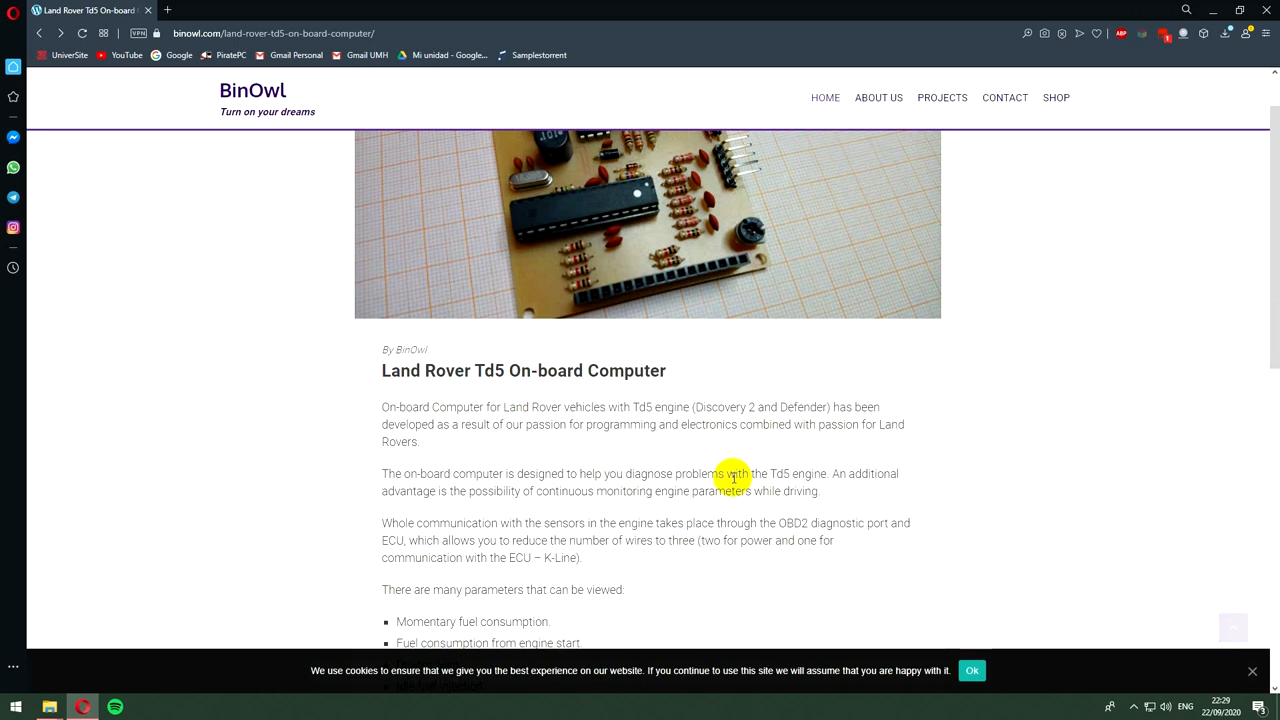 Land Rover Td5 On-board Computer
binowl.com/land-rover-td5-on-board-computer/
VPN
ABP
1
UniverSite
YouTube
Google
PiratePC
Gmail Personal
Gmail UMH
Mi unidad - Google...
Samplestorrent
BinOwl
Turn on your dreams
HOME ABOUT US PROJECTS CONTACT SHOP
By BinOwl
Land Rover Td5 On-board Computer
On-board Computer for Land Rover vehicles with Td5 engine (Discovery 2 and Defender) has been
developed as a result of our passion for programming and electronics combined with passion for Land
Rovers.
The on-board computer is designed to help you diagnose problems with the Td5 engine. An additional
advantage is the possibility of continuous monitoring engine parameters while driving.
Whole communication with the sensors in the engine takes place through the OBD2 diagnostic port and
ECU, which allows you to reduce the number of wires to three (two for power and one for
communication with the ECU – K-Line).
There are many parameters that can be viewed:
Momentary fuel consumption.
Fuel consumption from engine start.
Idle fuel injection.
We use cookies to ensure that we give you the best experience on our website. If you continue to use this site we will assume that you are happy with it.
Ok
ENG
22:29
22/09/2020
3